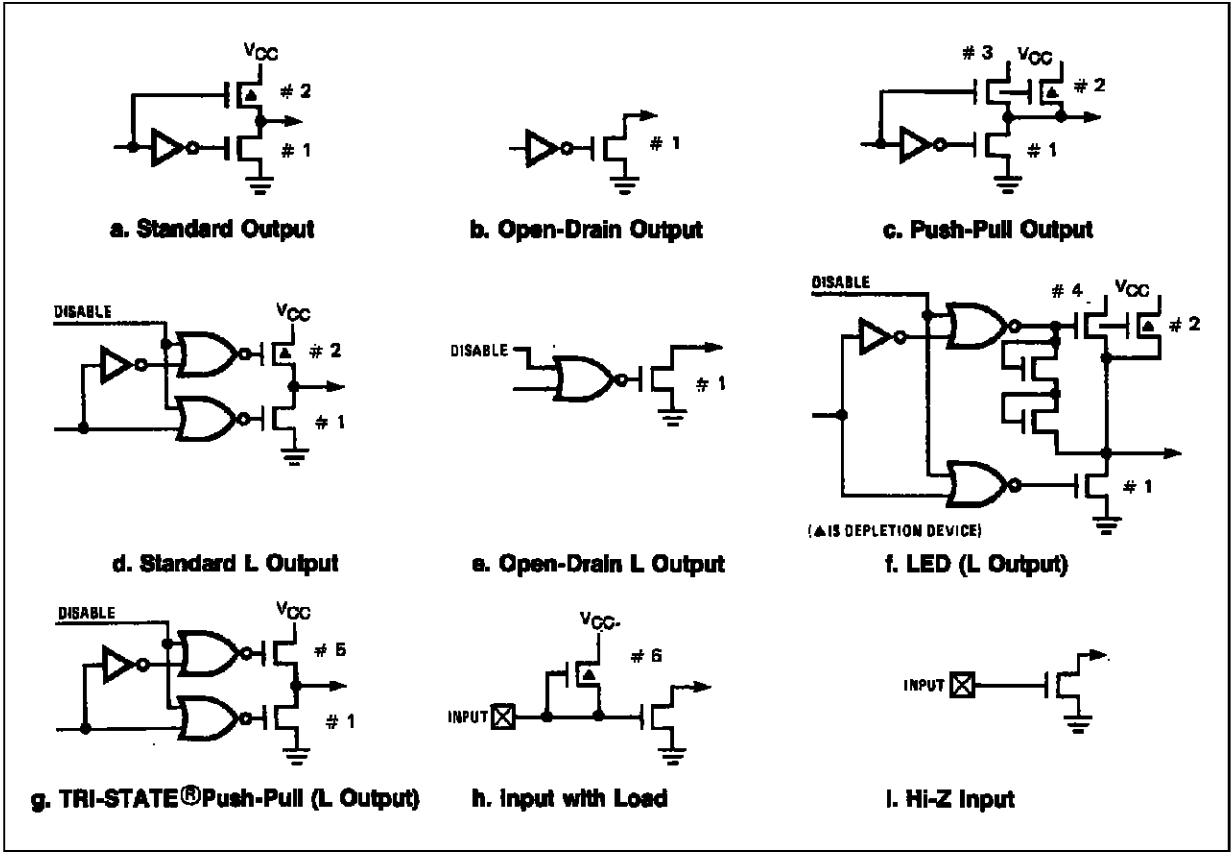 VCC
# 2
# 1
a. Standard Output
# 1
b. Open-Drain Output
# 3 VCC
# 2
# 1
c. Push-Pull Output
DISABLE
VCC
# 2
# 1
d. Standard L Output
DISABLE
# 1
e. Open-Drain L Output
DISABLE
# 4 VCC
# 2
# 1
(▲IS DEPLETION DEVICE)
f. LED (L Output)
DISABLE
VCC
# 5
# 1
g. TRI-STATE®Push-Pull (L Output)
VCC
# 6
INPUT
h. Input with Load
INPUT
i. Hi-Z Input